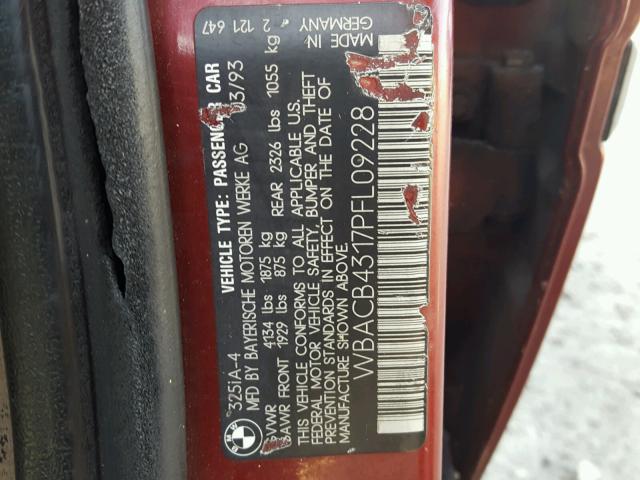 325iA-4 VEHICLE TYPE: PASSENGER CAR 2 121 647
MFD BY BAYERISCHE MOTOREN WERKE AG 3/93 MADE IN GERMANY
VWR 4134 lbs 1875 kg
AWR FRONT 1929 lbs 875 kg REAR 2326 lbs 1055 kg
THIS VEHICLE CONFORMS TO ALL APPLICABLE U.S.
FEDERAL MOTOR VEHICLE SAFETY, BUMPER AND THEFT
PREVENTION STANDARDS IN EFFECT ON THE DATE OF
MANUFACTURE SHOWN ABOVE.
WBACB4317PFL09228